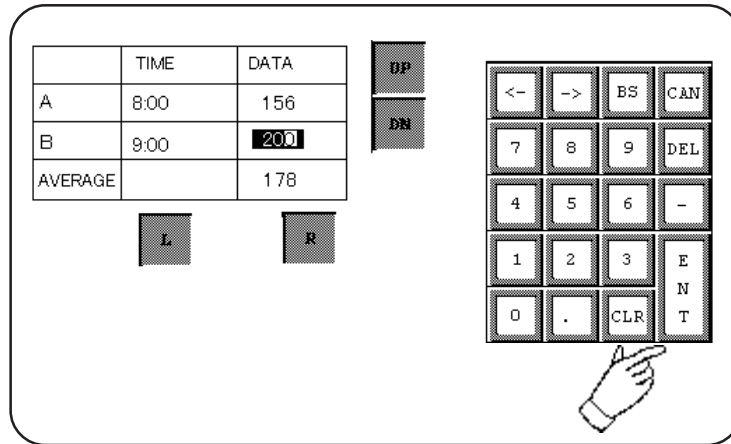 TIME DATA
A 8:00 156
B 9:00 200
AVERAGE 178
UP
DN
L R
<- -> BS CAN
7 8 9 DEL
4 5 6 -
1 2 3 ENT
0 . CLR